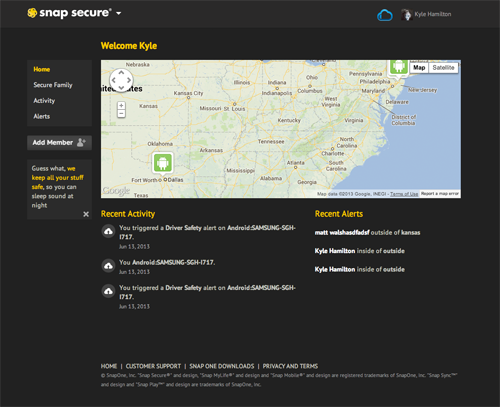 snap secure®
Kyle Hamilton
Welcome Kyle
Home
Secure Family
Activity
Alerts
Add Member
Guess what, we
keep all your stuff
safe, so you can
sleep sound at
night
Map
Satellite
United States
Illinois
Indiana
Ohio
Pennsylvania
New Jersey
Indianapolis
Columbus
Maryland
Delaware
Kansas
Missouri
St. Louis
West Virginia
District of
Columbia
Kentucky
Virginia
Oklahoma
Tennessee
North
Carolina
Arkansas
Charlotte
Mississippi
Atlanta
South
Carolina
Fort Worth
Dallas
Alabama
Georgia
Google
Map data ©2013 Google, INEGI - Terms of Use
Report a map error
Recent Activity
You triggered a Driver Safety alert on Android:SAMSUNG-SGH-
I717.
Jun 13, 2013
You Android:SAMSUNG-SGH-I717.
Jun 13, 2013
You triggered a Driver Safety alert on Android:SAMSUNG-SGH-
I717.
Jun 13, 2013
Recent Alerts
matt walshasdfadsf outside of kansas
Kyle Hamilton inside of outside
Kyle Hamilton inside of outside
HOME | CUSTOMER SUPPORT | SNAP ONE DOWNLOADS | PRIVACY AND TERMS
© SnapOne, Inc. "Snap Secure®" and design, "Snap MyLife®" and design and "Snap Mobile®" and design are registered trademarks of SnapOne, Inc. "Snap Sync™"
and design and "Snap Play™" and design are trademarks of SnapOne, Inc.